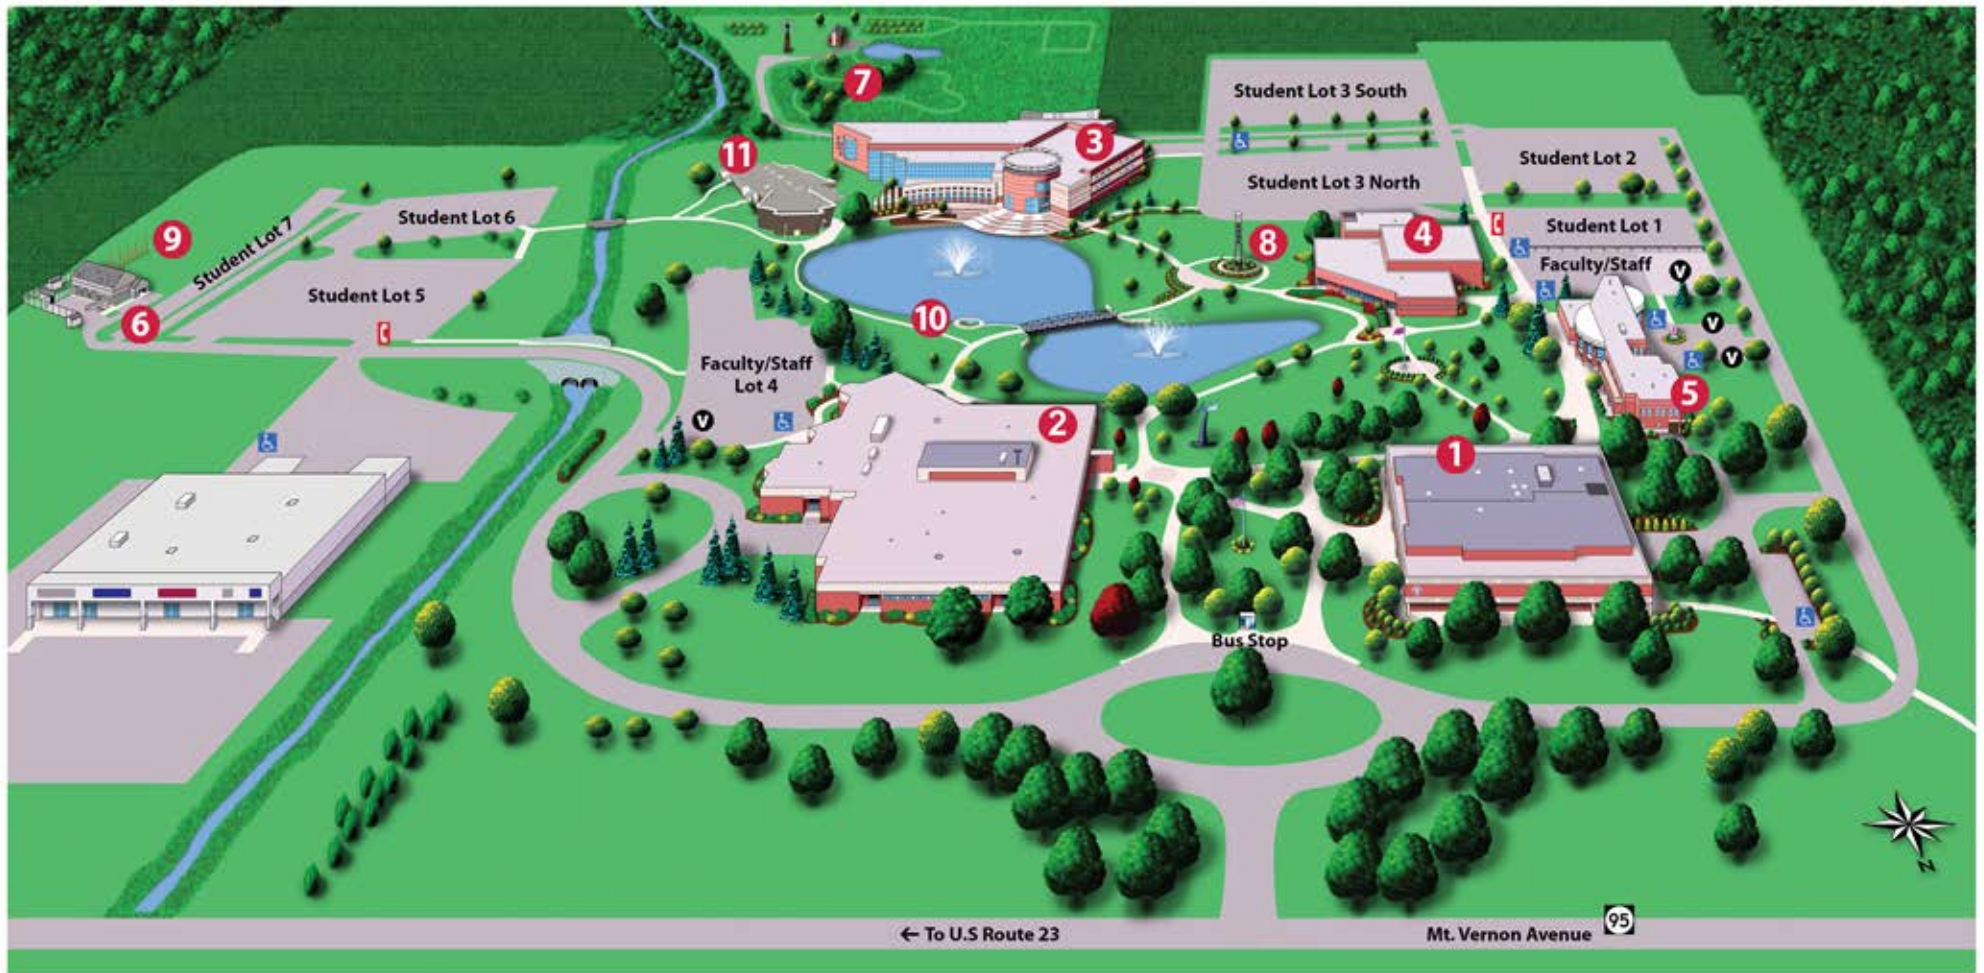 7
Student Lot 3 South
3
11
Student Lot 2
Student Lot 3 North
Student Lot 6
9
Student Lot 7
8
4
Student Lot 1
Faculty/Staff
V
Student Lot 5
6
10
V
V
Faculty/Staff
Lot 4
5
V
2
1
Bus Stop
N
← To U.S Route 23
Mt. Vernon Avenue
95